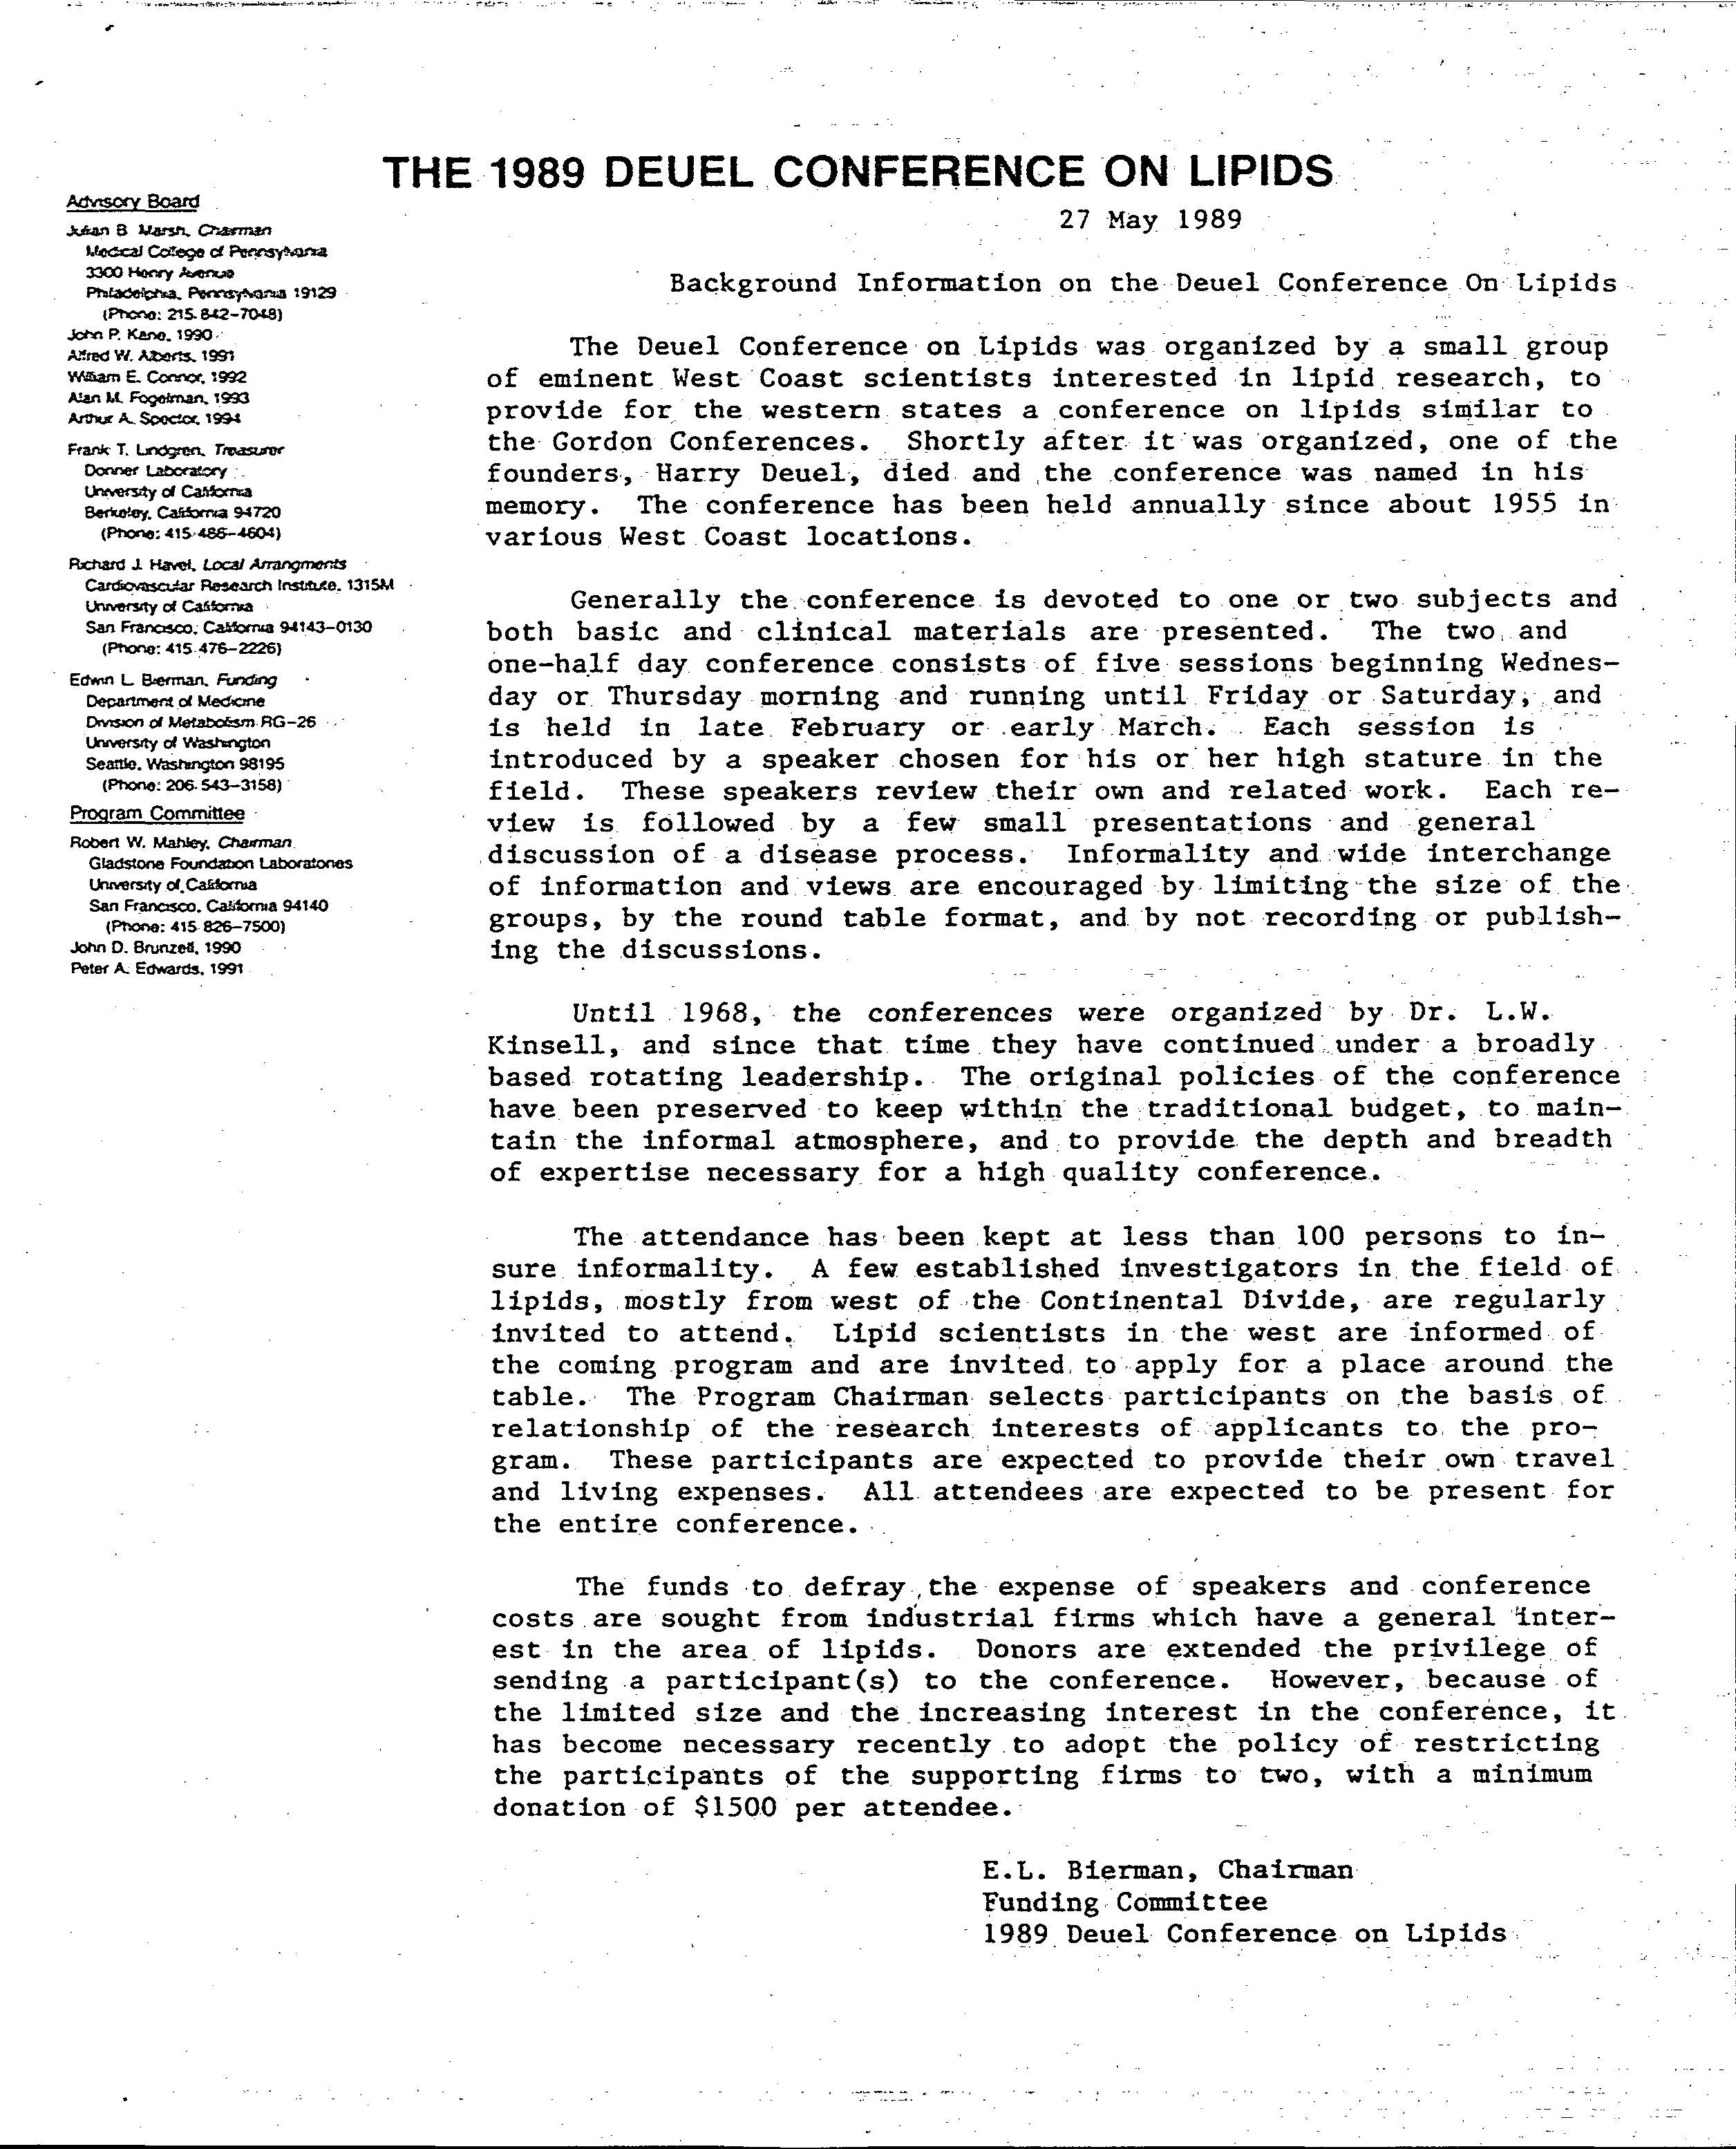 THE 1989 DEUEL CONFERENCE ON LIPIDS
27 May 1989
Advisory Board
Julian B. Marsh, Chairman
Medical College of Pennsylvania
3300 Henry Avenue
Philadelphia, Pennsylvania 19129
(Phone: 215-842-7048)
John P. Kane, 1990
Alfred W. Alberts, 1991
William E. Connor, 1992
Alan M. Fogelman, 1993
Arthur A. Spector, 1994
Frank T. Lindgren, Treasurer
Donner Laboratory
University of California
Berkeley, California 94720
(Phone: 415-486-4604)
Richard J. Havel, Local Arrangments
Cardiovascular Research Institute, 1315M
University of California
San Francisco, California 94143-0130
(Phone: 415-476-2226)
Edwin L. Bierman, Funding
Department of Medicine
Division of Metabolism RG-26
University of Washington
Seattle, Washington 98195
(Phone: 206-543-3158)
Program Committee
Robert W. Mahley, Chairman
Gladstone Foundation Laboratories
University of California
San Francisco, California 94140
(Phone: 415-826-7500)
John D. Brunzell, 1990
Peter A. Edwards, 1991
Background Information on the Deuel Conference On Lipids
The Deuel Conference on Lipids was organized by a small group
of eminent West Coast scientists interested in lipid research, to
provide for the western states a conference on lipids similar to
the Gordon Conferences. Shortly after it was organized, one of the
founders, Harry Deuel, died and the conference was named in his
memory. The conference has been held annually since about 1955 in
various West Coast locations.
Generally the conference is devoted to one or two subjects and
both basic and clinical materials are presented. The two and
one-half day conference consists of five sessions beginning Wednes-
day or Thursday morning and running until Friday or Saturday, and
is held in late February or early March. Each session is
introduced by a speaker chosen for his or her high stature in the
field. These speakers review their own and related work. Each re-
view is followed by a few small presentations and general
discussion of a disease process. Informality and wide interchange
of information and views are encouraged by limiting the size of the
groups, by the round table format, and by not recording or publish-
ing the discussions.
Until 1968, the conferences were organized by Dr. L.W.
Kinsell, and since that time they have continued under a broadly
based rotating leadership. The original policies of the conference
have been preserved to keep within the traditional budget, to main-
tain the informal atmosphere, and to provide the depth and breadth
of expertise necessary for a high quality conference.
The attendance has been kept at less than 100 persons to in-
sure informality. A few established investigators in the field of
lipids, mostly from west of the Continental Divide, are regularly
invited to attend. Lipid scientists in the west are informed of
the coming program and are invited to apply for a place around the
table. The Program Chairman selects participants on the basis of
relationship of the research interests of applicants to the pro-
gram. These participants are expected to provide their own travel
and living expenses. All attendees are expected to be present for
the entire conference.
The funds to defray the expense of speakers and conference
costs are sought from industrial firms which have a general inter-
est in the area of lipids. Donors are extended the privilege of
sending a participant(s) to the conference. However, because of
the limited size and the increasing interest in the conference, it
has become necessary recently to adopt the policy of restricting
the participants of the supporting firms to two, with a minimum
donation of $1500 per attendee.
E.L. Bierman, Chairman
Funding Committee
1989 Deuel Conference on Lipids